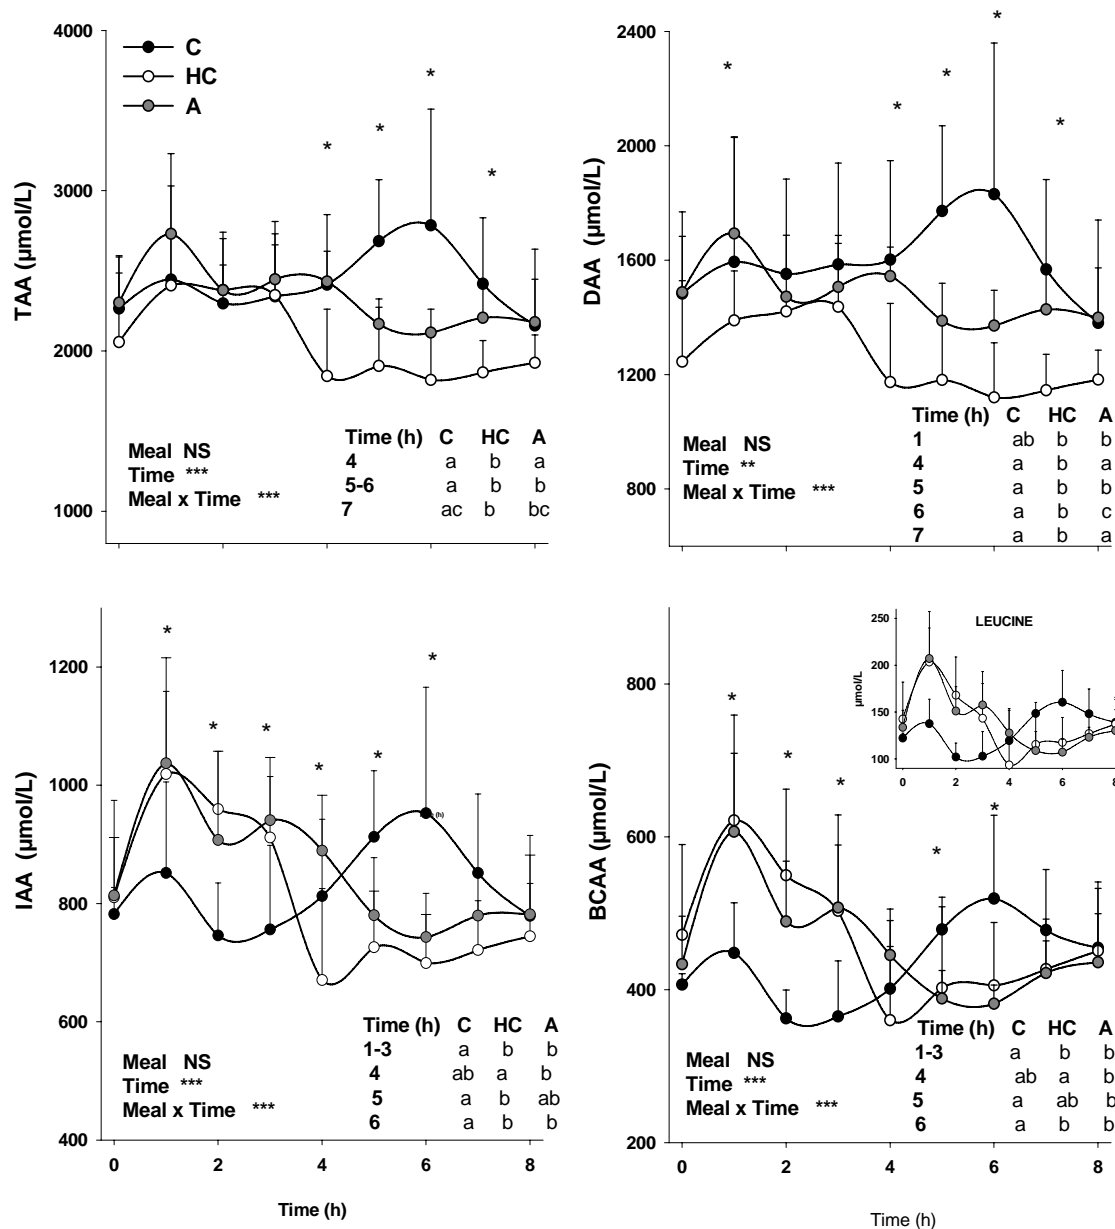 4000
3000
2000
1000
TAA (µmol/L)
C
HC
A
* * * *
Meal NS
Time ***
Meal x Time ***
Time (h) C HC A
4 a b a
5-6 a b b
7 ac b bc
2400
2000
1600
1200
800
DAA (µmol/L)
* * * * *
Meal NS
Time **
Meal x Time ***
Time (h) C HC A
1 ab b b
4 a b a
5 a b b
6 a b c
7 a b a
1200
1000
800
600
400
IAA (µmol/L)
* * * * * *
(h)
Meal NS
Time ***
Meal x Time ***
Time (h) C HC A
1-3 a b b
4 ab a b
5 a b ab
6 a b b
0 2 4 6 8
Time (h)
800
600
400
200
BCAA (µmol/L)
* * * * *
LEUCINE
250
200
150
100
µmol/L
0 2 4 6 8
Meal NS
Time ***
Meal x Time ***
Time (h) C HC A
1-3 a b b
4 ab a b
5 a ab b
6 a b b
0 2 4 6 8
Time (h)